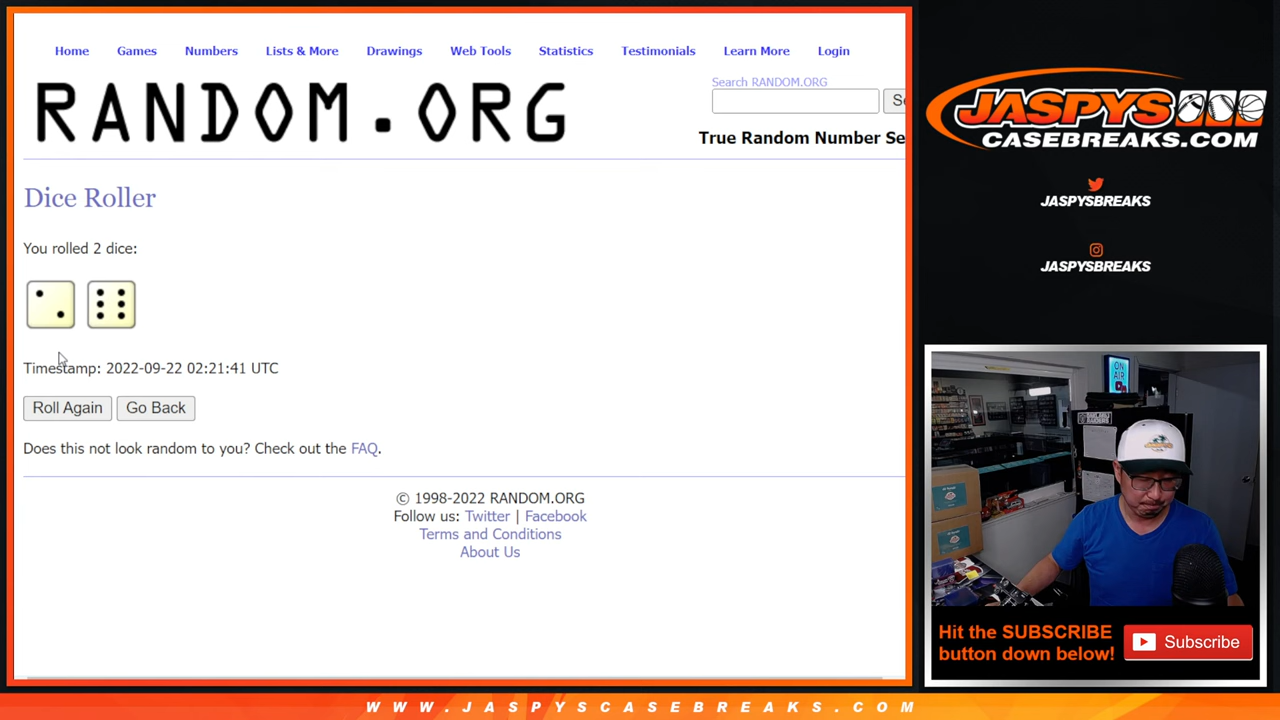 Home Games Numbers Lists & More Drawings Web Tools Statistics Testimonials Learn More Login
RANDOM.ORG
Search RANDOM.ORG
True Random Number Se
Dice Roller
You rolled 2 dice:
Timestamp: 2022-09-22 02:21:41 UTC
Roll Again Go Back
Does this not look random to you? Check out the FAQ.
© 1998-2022 RANDOM.ORG
Follow us: Twitter | Facebook
Terms and Conditions
About Us
JASPYS
CASEBREAKS.COM
JASPYSBREAKS
JASPYSBREAKS
ON
AIR
Hit the SUBSCRIBE
button down below!
Subscribe
WWW.JASPYSCASEBREAKS.COM